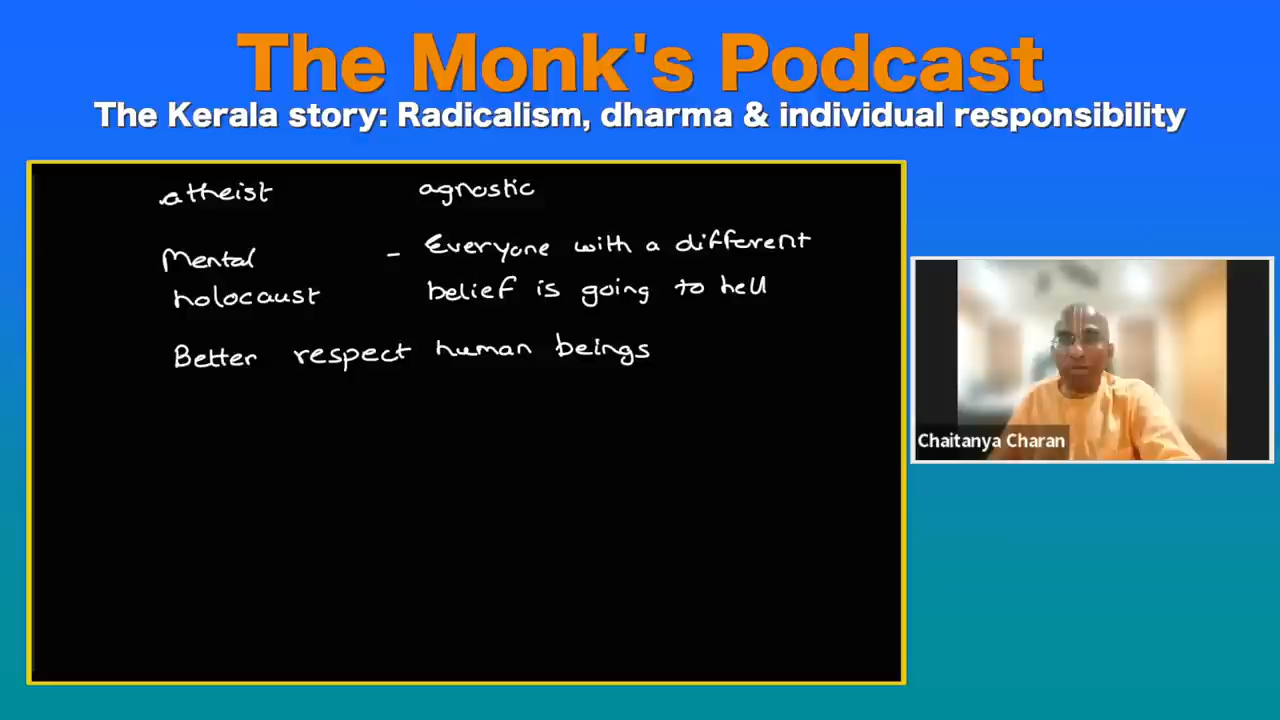 The Monk's Podcast
The Kerala story: Radicalism, dharma & individual responsibility
atheist agnostic
Mental - Everyone with a different
holocaust belief is going to hell
Better respect human beings
Chaitanya Charan